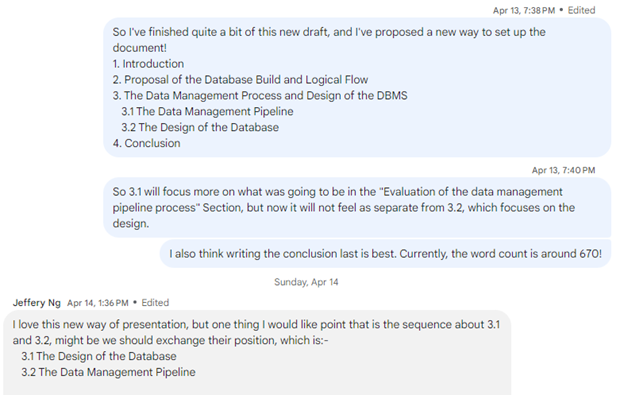 Apr 13, 7:38 PM • Edited
So I've finished quite a bit of this new draft, and I've proposed a new way to set up the
document!
1. Introduction
2. Proposal of the Database Build and Logical Flow
3. The Data Management Process and Design of the DBMS
3.1 The Data Management Pipeline
3.2 The Design of the Database
4. Conclusion
Apr 13, 7:40 PM
So 3.1 will focus more on what was going to be in the "Evaluation of the data management
pipeline process" Section, but now it will not feel as separate from 3.2, which focuses on the
design.
I also think writing the conclusion last is best. Currently, the word count is around 670!
Sunday, Apr 14
Jeffery Ng Apr 14, 1:36 PM • Edited
I love this new way of presentation, but one thing I would like point that is the sequence about 3.1
and 3.2, might be we should exchange their position, which is:-
3.1 The Design of the Database
3.2 The Data Management Pipeline